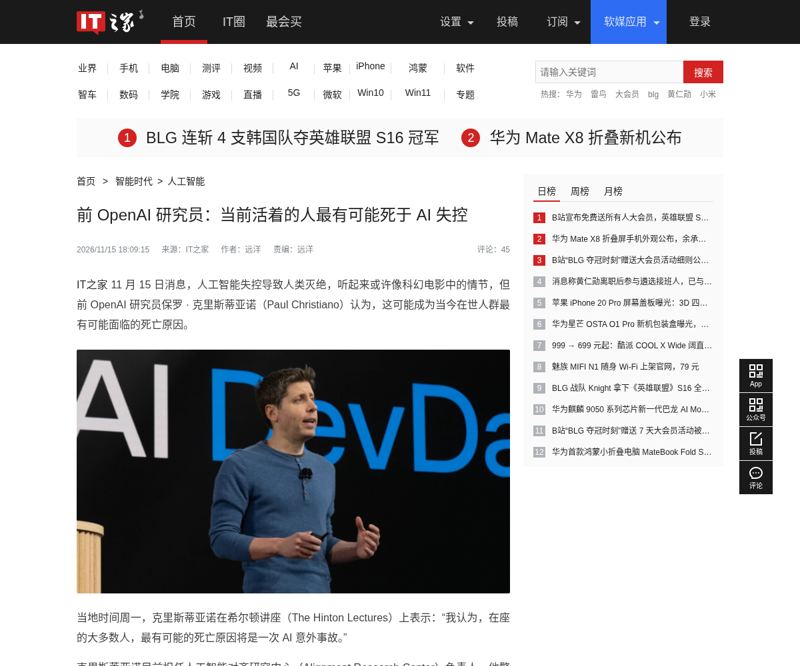 IT之家
首页 IT圈 最会买 设置 投稿 订阅 软媒应用 登录
业界 手机 电脑 测评 视频 AI 苹果 iPhone 鸿蒙 软件
智车 数码 学院 游戏 直播 5G 微软 Win10 Win11 专题
请输入关键词 搜索
热搜：华为 雷鸟 大会员 blg 黄仁勋 小米
1 BLG 连斩 4 支韩国队夺英雄联盟 S16 冠军 2 华为 Mate X8 折叠新机公布
首页 > 智能时代 > 人工智能
前 OpenAI 研究员：当前活着的人最有可能死于 AI 失控
2026/11/15 18:09:15 来源：IT之家 作者：远洋 责编：远洋 评论：45
IT之家 11 月 15 日消息，人工智能失控导致人类灭绝，听起来或许像科幻电影中的情节，但
前 OpenAI 研究员保罗 · 克里斯蒂亚诺（Paul Christiano）认为，这可能成为当今在世人群最
有可能面临的死亡原因。
AI DevDa
当地时间周一，克里斯蒂亚诺在希尔顿讲座（The Hinton Lectures）上表示：“我认为，在座
的大多数人，最有可能的死亡原因将是一次 AI 意外事故。”
日榜 周榜 月榜
1 B站宣布免费送所有人大会员，英雄联盟 S...
2 华为 Mate X8 折叠屏手机外观公布，余承...
3 B站“BLG 夺冠时刻”赠送大会员活动细则公...
4 消息称黄仁勋离职后参与遴选接班人，已与...
5 苹果 iPhone 20 Pro 屏幕盖板曝光：3D 四...
6 华为星芒 OSTA O1 Pro 新机包装盒曝光，...
7 999 → 699 元起：酷派 COOL X Wide 阔直...
8 魅族 MIFI N1 随身 Wi-Fi 上架官网，79 元
9 BLG 战队 Knight 拿下《英雄联盟》S16 全...
10 华为麒麟 9050 系列芯片新一代巴龙 AI Mo...
11 B站“BLG 夺冠时刻”赠送 7 天大会员活动被...
12 华为首款鸿蒙小折叠电脑 MateBook Fold S...
App
公众号
投稿
评论